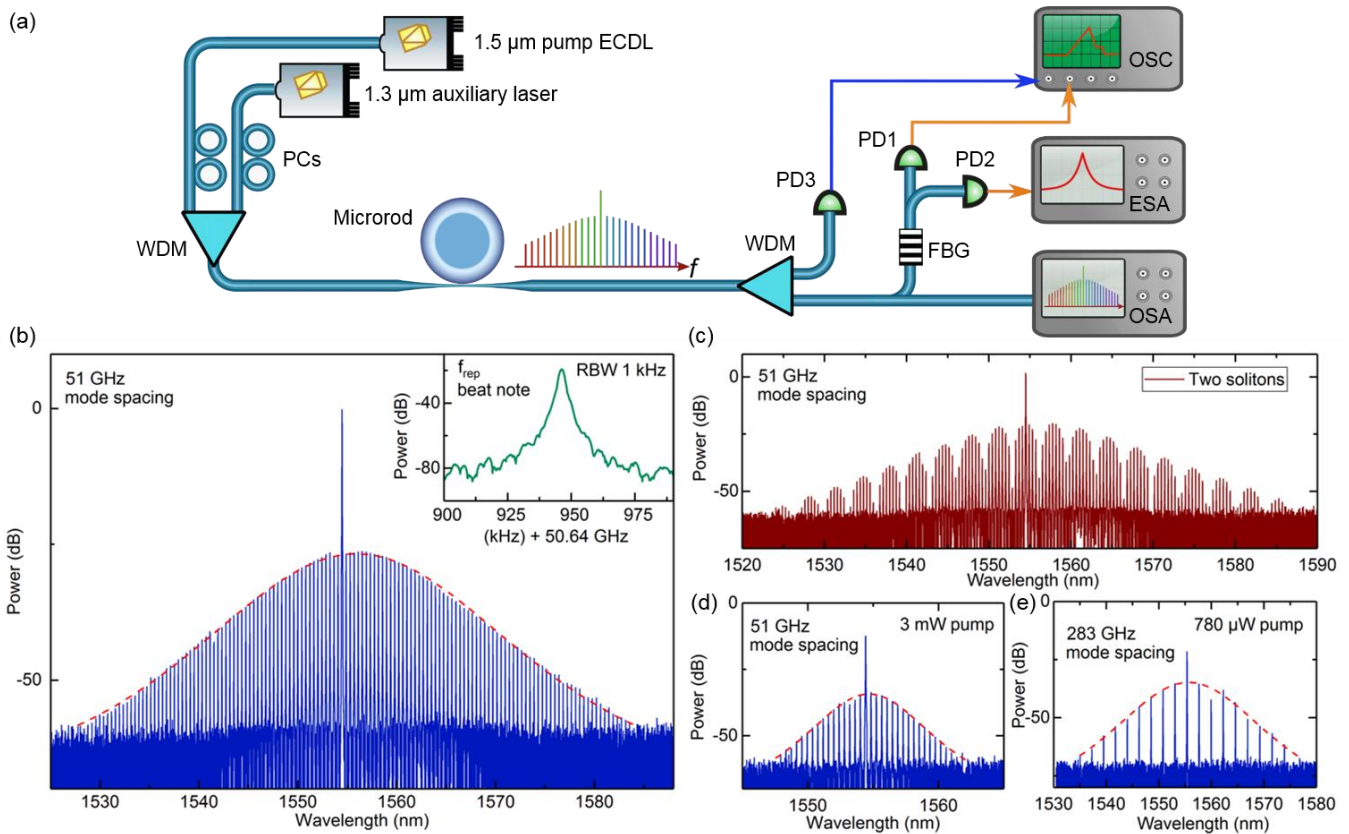 (a)
1.5 µm pump ECDL
1.3 µm auxiliary laser
PCs
WDM
Microrod
f
WDM
PD3
PD1
PD2
FBG
OSC
ESA
OSA
(b)
51 GHz
mode spacing
0
-50
Power (dB)
1530 1540 1550 1560 1570 1580
Wavelength (nm)
f rep
beat note
RBW 1 kHz
-40
-80
Power (dB)
900 925 950 975
(kHz) + 50.64 GHz
(c)
51 GHz
mode spacing
Two solitons
0
-50
Power (dB)
1520 1530 1540 1550 1560 1570 1580 1590
Wavelength (nm)
(d)
51 GHz
mode spacing
3 mW pump
0
-50
Power (dB)
1550 1560
Wavelength (nm)
(e)
283 GHz
mode spacing
780 µW pump
0
-50
Power (dB)
1530 1540 1550 1560 1570 1580
Wavelength (nm)